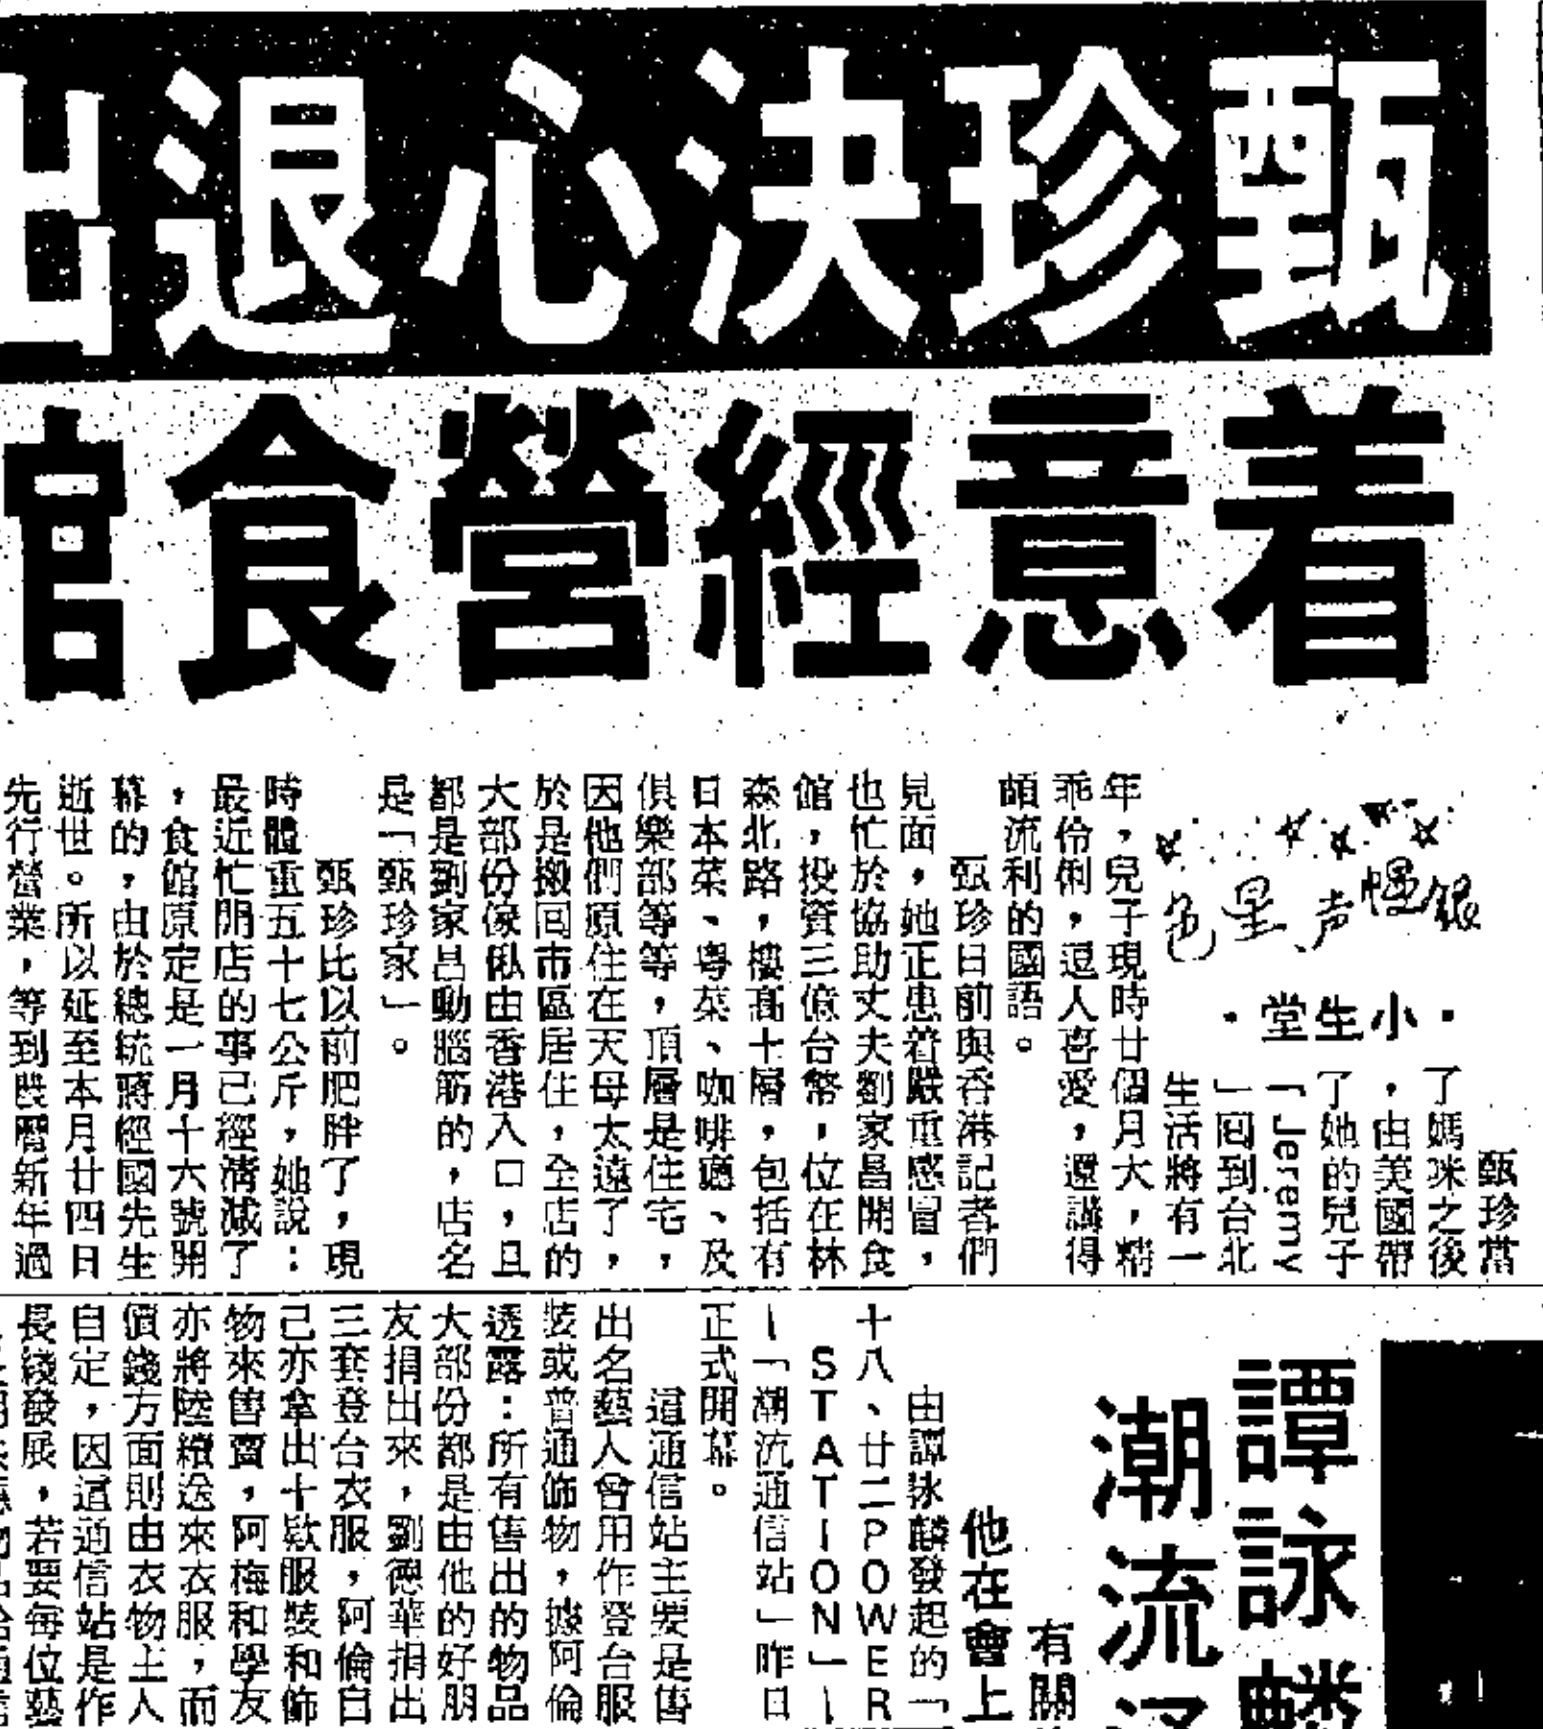 甄珍決心退出
着意經營食館
銀幄声星色
·小生堂·
甄珍當
了媽咪之後
，由美國帶
了她的兒子
「Jeremy
」回到台北
生活將有一
年，兒子現時廿個月大，精
乖伶俐，逗人喜愛，還講得
頗流利的國語。
甄珍日前與香港記者們
見面，她正患着嚴重感冒，
也忙於協助丈夫劉家昌開食
館，投資三億台幣，位在林
森北路，樓高十層，包括有
日本菜、粤菜、咖啡廳、及
俱樂部等等，頂層是住宅，
因他們原住在天母太遠了，
於是搬回市區居住，全店的
大部份傢俬由香港入口，且
都是劉家昌動腦筋的，店名
是「甄珍家」。
甄珍比以前肥胖了，現
時體重五十七公斤，她說：
最近忙開店的事已經清減了
，食館原定是一月十六號開
幕的，由於總統蔣經國先生
逝世。所以延至本月廿四日
先行營業，等到農曆新年過
譚詠麟
潮流
有關
他在會上
由譚詠麟發起的「
十八、廿二POWER
STATION」—
—「潮流通信站」昨日
正式開幕。
這通信站主要是售
出名藝人曾用作登台服
裝或普通飾物，據阿倫
透露：所有售出的物品
大部份都是由他的好朋
友捐出來，劉德華捐出
三套登台衣服，阿倫自
己亦拿出十欵服裝和飾
物來售賣，阿梅和學友
亦將陸續送來衣服，而
價錢方面則由衣物主人
自定，因這通信站是作
長綫發展，若要每位藝